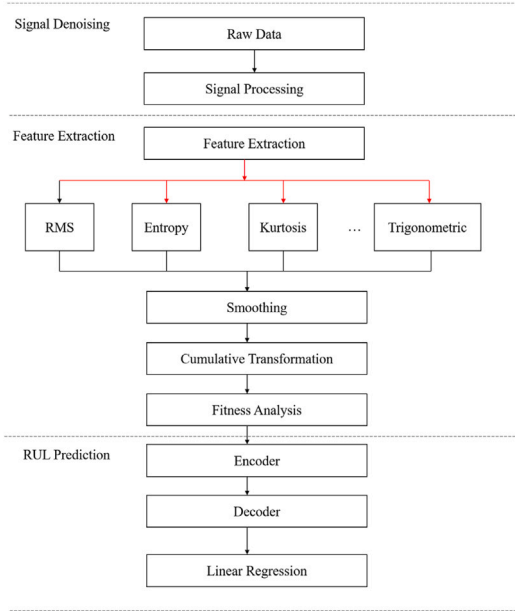 Signal Denoising
Raw Data
Signal Processing
Feature Extraction
Feature Extraction
RMS
Entropy
Kurtosis
...
Trigonometric
Smoothing
Cumulative Transformation
Fitness Analysis
RUL Prediction
Encoder
Decoder
Linear Regression